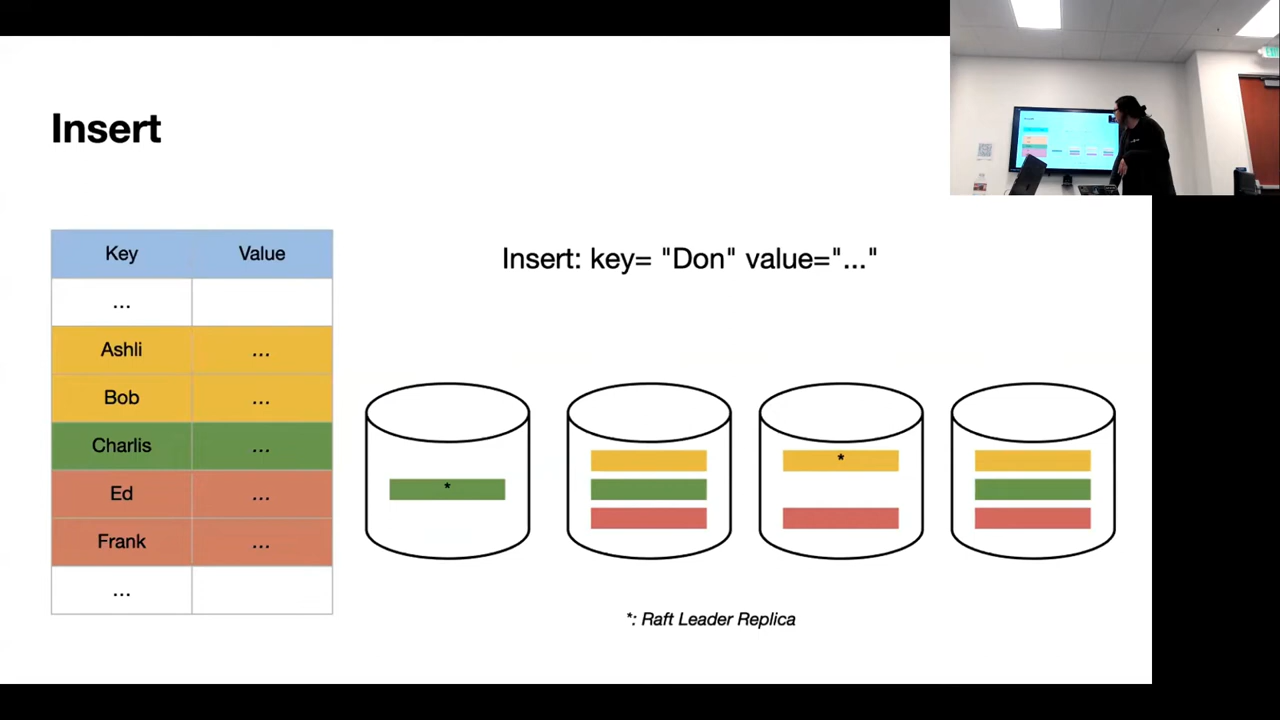 Insert
Key Value
...
Ashli ...
Bob ...
Charlis ...
Ed ...
Frank ...
...
Insert: key= "Don" value="..."
*
*
*: Raft Leader Replica